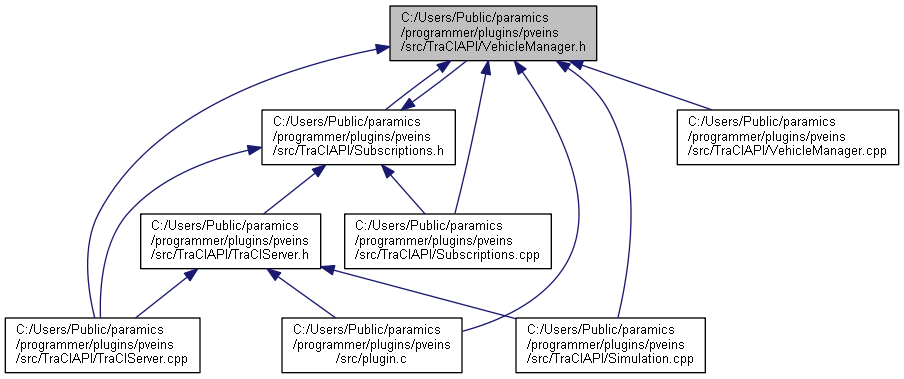 C:/Users/Public/paramics
/programmer/plugins/pveins
/src/TraCIAPI/VehicleManager.h
C:/Users/Public/paramics
/programmer/plugins/pveins
/src/TraCIAPI/Subscriptions.h
C:/Users/Public/paramics
/programmer/plugins/pveins
/src/TraCIAPI/VehicleManager.cpp
C:/Users/Public/paramics
/programmer/plugins/pveins
/src/TraCIAPI/TraCIServer.h
C:/Users/Public/paramics
/programmer/plugins/pveins
/src/TraCIAPI/Subscriptions.cpp
C:/Users/Public/paramics
/programmer/plugins/pveins
/src/TraCIAPI/TraCIServer.cpp
C:/Users/Public/paramics
/programmer/plugins/pveins
/src/plugin.c
C:/Users/Public/paramics
/programmer/plugins/pveins
/src/TraCIAPI/Simulation.cpp